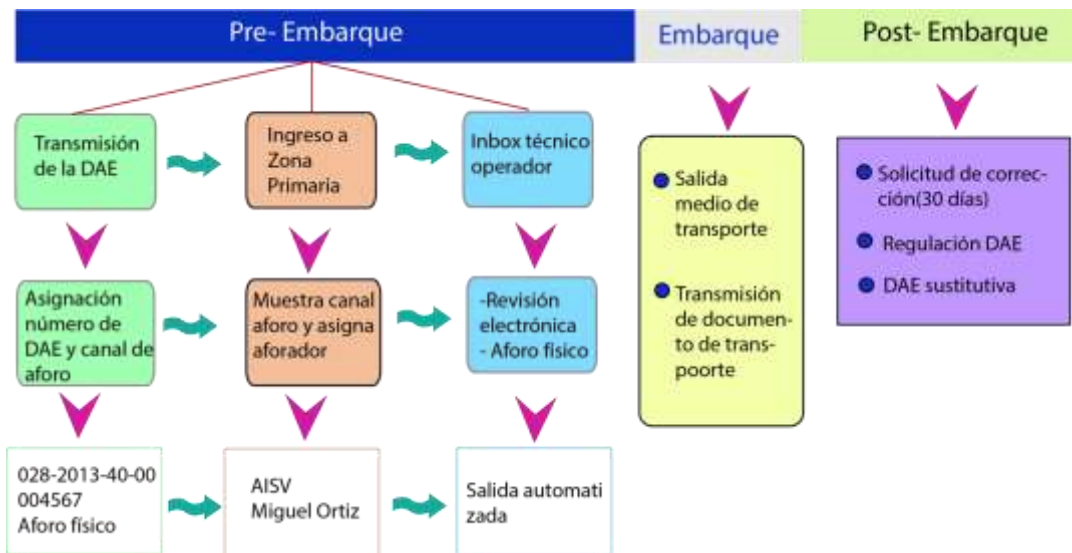 Pre- Embarque
Embarque
Post- Embarque
Transmisión
de la DAE
Ingreso a
Zona
Primaria
Inbox técnico
operador
Asignación
número de
DAE y canal de
aforo
Muestra canal
aforo y asigna
aforador
-Revisión
electrónica
- Aforo físico
028-2013-40-00
004567
Aforo físico
AISV
Miguel Ortiz
Salida automati
zada
Salida
medio de
transporte
Transmisión
de documen-
to de trans-
poorte
Solicitud de correc-
ción(30 días)
Regulación DAE
DAE sustitutiva